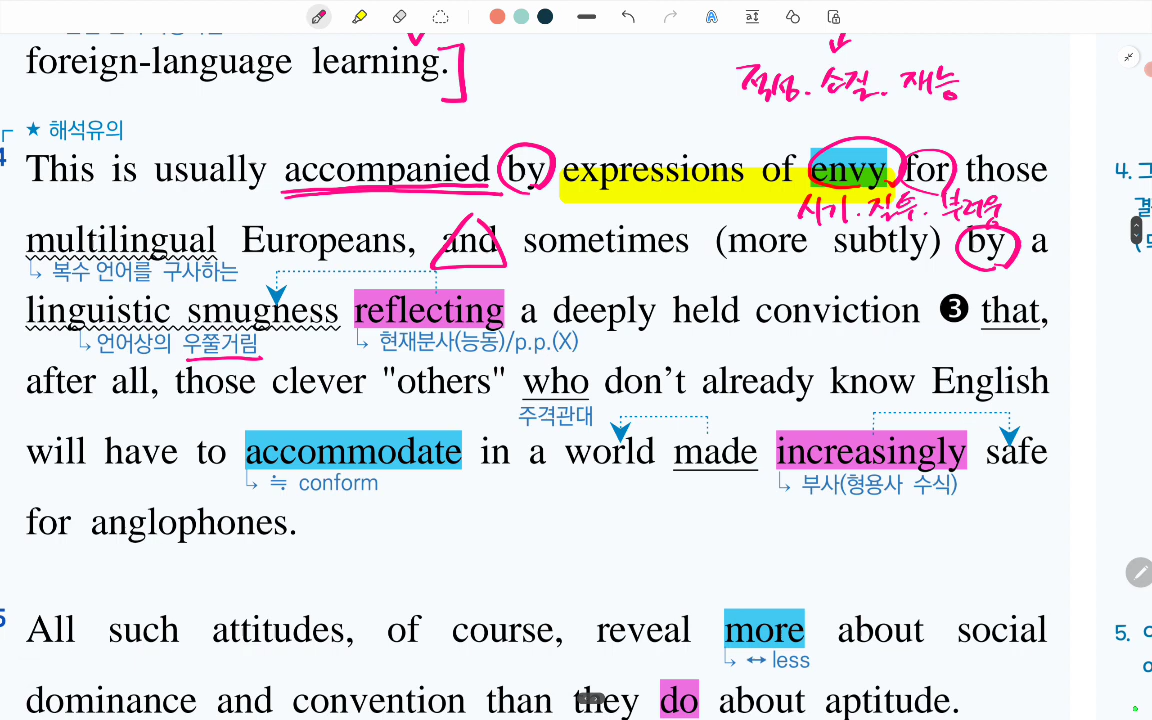 foreign-language learning.]
적성. 소질. 재능
★ 해석유의
4. ㄱ
This is usually accompanied by expressions of envy for those
시기. 질투. 부러움
multilingual Europeans, and sometimes (more subtly) by a
↳ 복수 언어를 구사하는
linguistic smugness reflecting a deeply held conviction ❸ that,
↳ 언어상의 우쭐거림 ↳ 현재분사(능동)/p.p.(X)
after all, those clever "others" who don't already know English
주격관대
will have to accommodate in a world made increasingly safe
↳ ≒ conform ↳ 부사(형용사 수식)
for anglophones.
All such attitudes, of course, reveal more about social
5.
↳ ↔ less
dominance and convention than they do about aptitude.